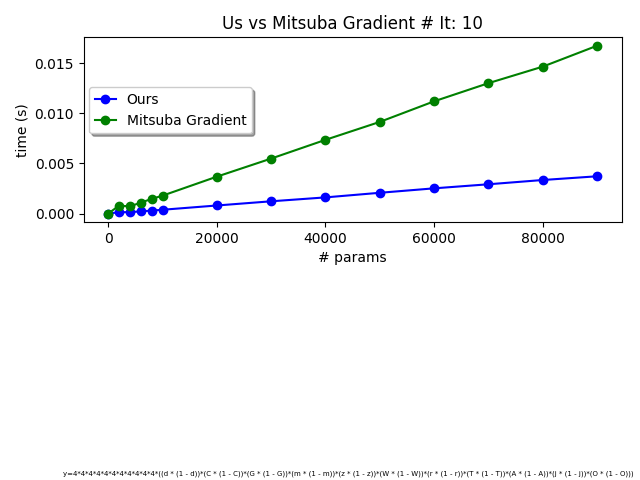 Us vs Mitsuba Gradient # It: 10
0.015
0.010
0.005
0.000
time (s)
Ours
Mitsuba Gradient
0 20000 40000 60000 80000
# params
y=4*4*4*4*4*4*4*4*4*4*4*((d * (1 - d))*(C * (1 - C))*(G * (1 - G))*(m * (1 - m))*(z * (1 - z))*(W * (1 - W))*(r * (1 - r))*(T * (1 - T))*(A * (1 - A))*(j * (1 - j))*(O * (1 - O)))